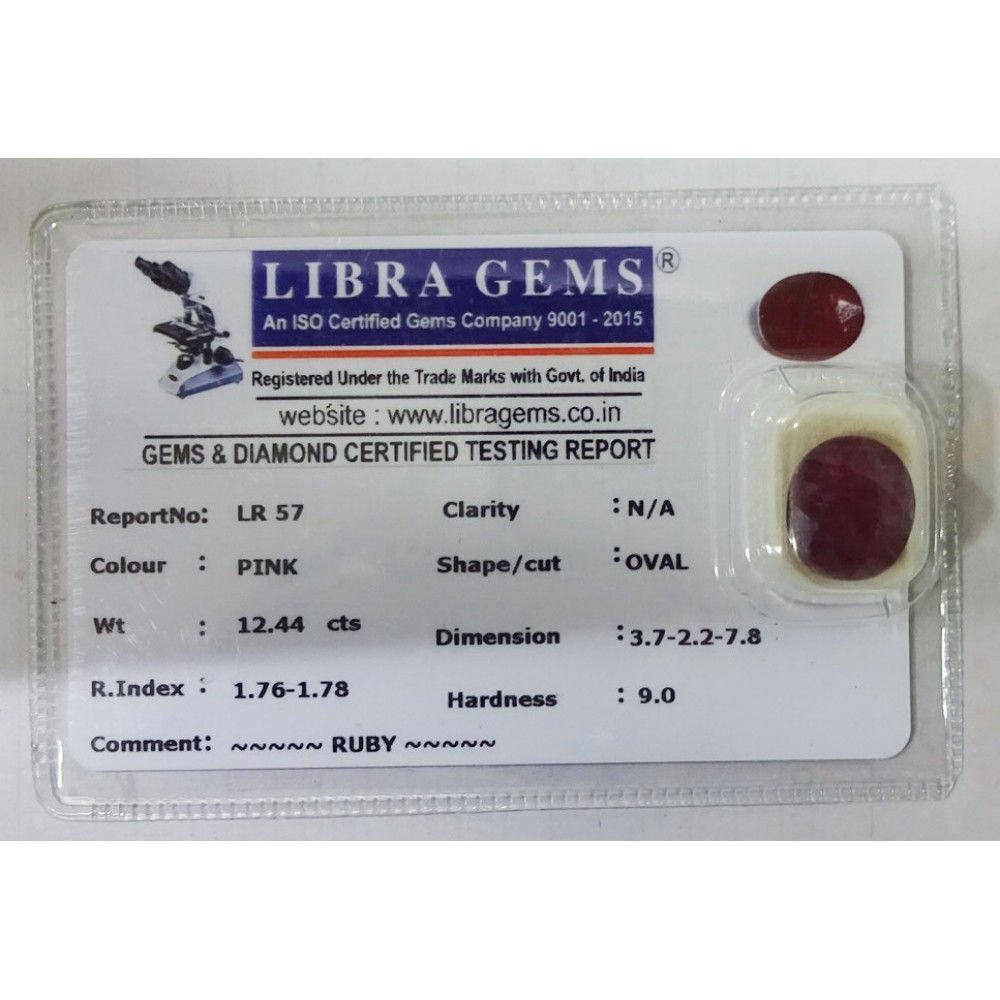 LIBRA GEMS ®
An ISO Certified Gems Company 9001 - 2015
Registered Under the Trade Marks with Govt. of India
website : www.libragems.co.in
GEMS & DIAMOND CERTIFIED TESTING REPORT
ReportNo: LR 57 Clarity : N/A
Colour : PINK Shape/cut : OVAL
Wt : 12.44 cts Dimension : 3.7-2.2-7.8
R.Index : 1.76-1.78 Hardness : 9.0
Comment: ~~~~~ RUBY ~~~~~